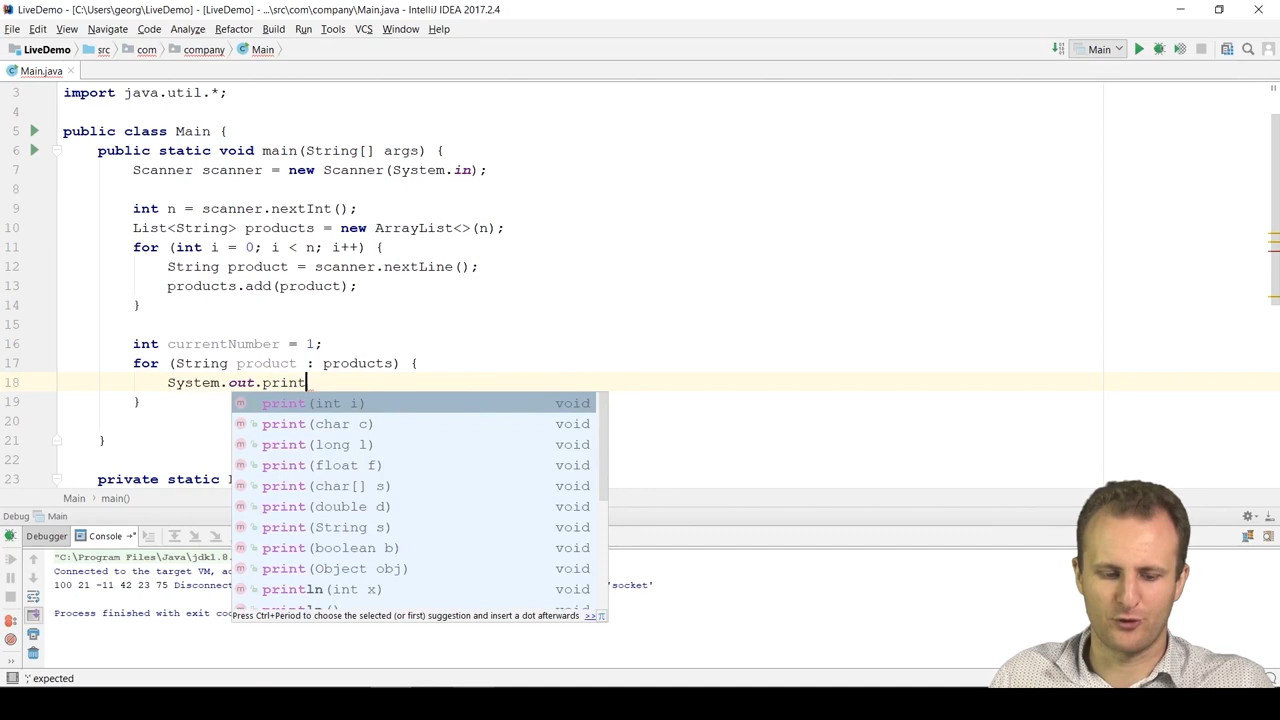 LiveDemo - [C:\Users\georg\LiveDemo] - [LiveDemo] - ...\src\com\company\Main.java - IntelliJ IDEA 2017.2.4
File Edit View Navigate Code Analyze Refactor Build Run Tools VCS Window Help
LiveDemo src com company Main Main
Main.java
3 import java.util.*;
4
5 public class Main {
6 public static void main(String[] args) {
7 Scanner scanner = new Scanner(System.in);
8
9 int n = scanner.nextInt();
10 List<String> products = new ArrayList<>(n);
11 for (int i = 0; i < n; i++) {
12 String product = scanner.nextLine();
13 products.add(product);
14 }
15
16 int currentNumber = 1;
17 for (String product : products) {
18 System.out.print
19 }
20
21 }
22
23 private static
print(int i) void
print(char c) void
print(long l) void
print(float f) void
print(char[] s) void
print(double d) void
print(String s) void
print(boolean b) void
print(Object obj) void
println(int x) void
println() void
Press Ctrl+Period to choose the selected (or first) suggestion and insert a dot afterwards >>
Main main()
Debug Main
Debugger Console
"C:\Program Files\Java\jdk1.8.
Connected to the target VM,
100 21 -11 42 23 75 Disconnec 'socket'
Process finished with exit
';' expected